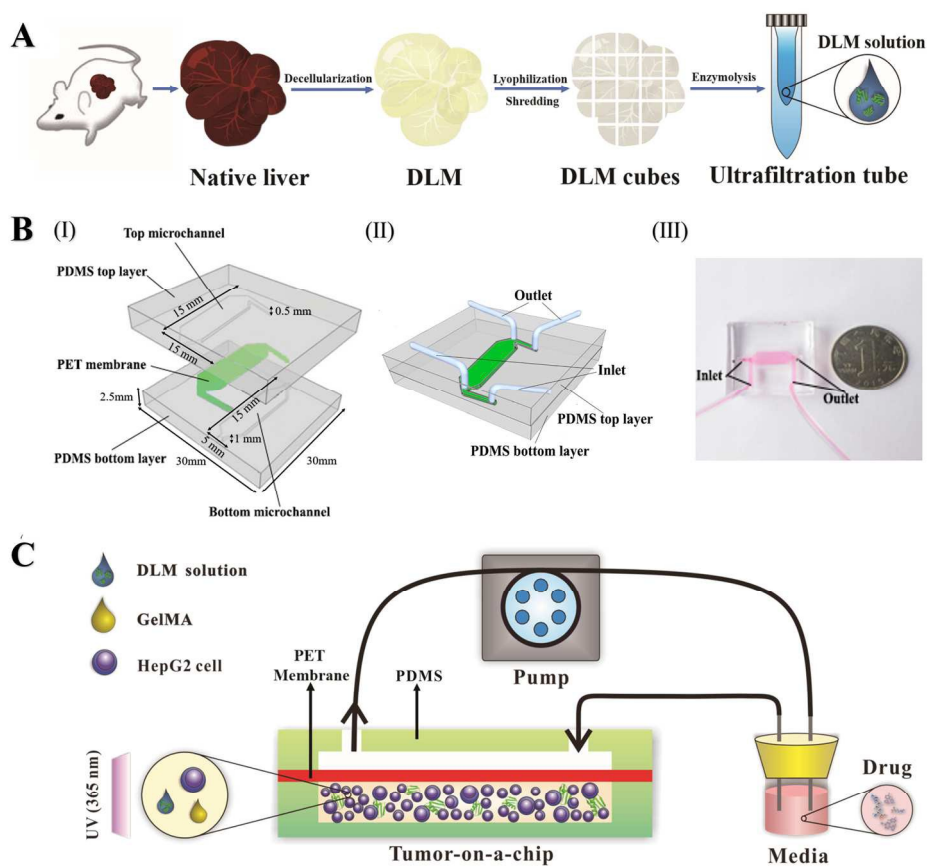 A
Decellularization
Lyophilization
Shredding
Enzymolysis
DLM solution
Native liver
DLM
DLM cubes
Ultrafiltration tube
B
(I)
Top microchannel
PDMS top layer
15 mm
0.5 mm
15 mm
PET membrane
15 mm
2.5mm
1 mm
5 mm
PDMS bottom layer
30mm
30mm
Bottom microchannel
(II)
Outlet
Inlet
PDMS top layer
PDMS bottom layer
(III)
Inlet
Outlet
C
DLM solution
GelMA
HepG2 cell
PET
Membrane
PDMS
Pump
UV (365 nm)
Tumor-on-a-chip
Drug
Media